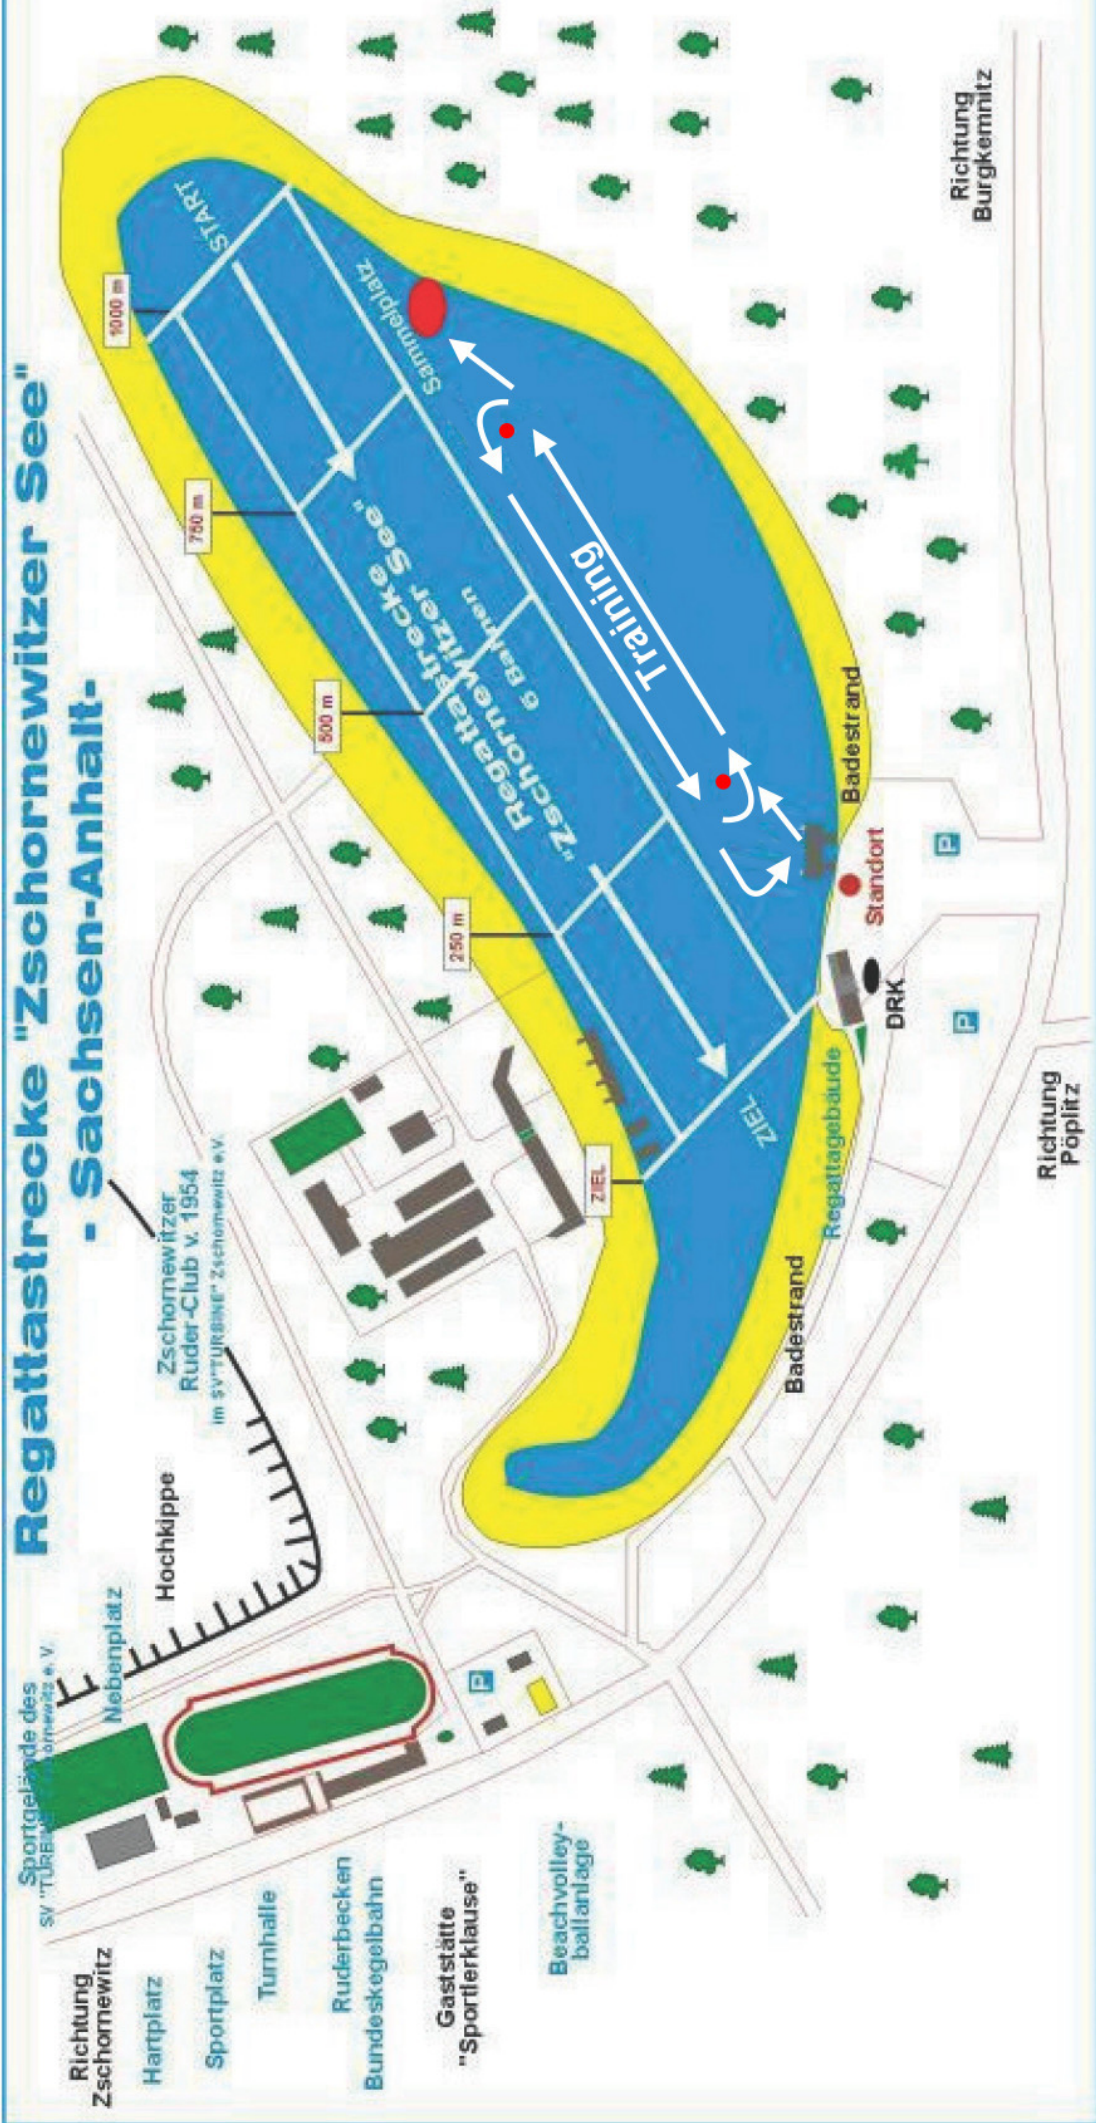 Regattastrecke "Zschornewitzer See"
- Sachsen-Anhalt-
Sportgelände des
SV "TURBINE" Zschornewitz e. V.
Nebenplatz
Hochkippe
Zschornewitzer
Ruder-Club v. 1954
im SV"TURBINE" Zschornewitz e.V.
Richtung
Zschornewitz
Hartplatz
Sportplatz
Turnhalle
Ruderbecken
Bundeskegelbahn
Gaststätte
"Sportlerklause"
Beachvolley-
ballanlage
P
ZIEL
250 m
500 m
750 m
1000 m
START
Sammelplatz
Regattastrecke
"Zschornewitzer See"
6 Bahnen
Training
ZIEL
Badestrand
Regattagebäude
DRK
Standort
Badestrand
P
P
Richtung
Pöplitz
Richtung
Burgkemnitz